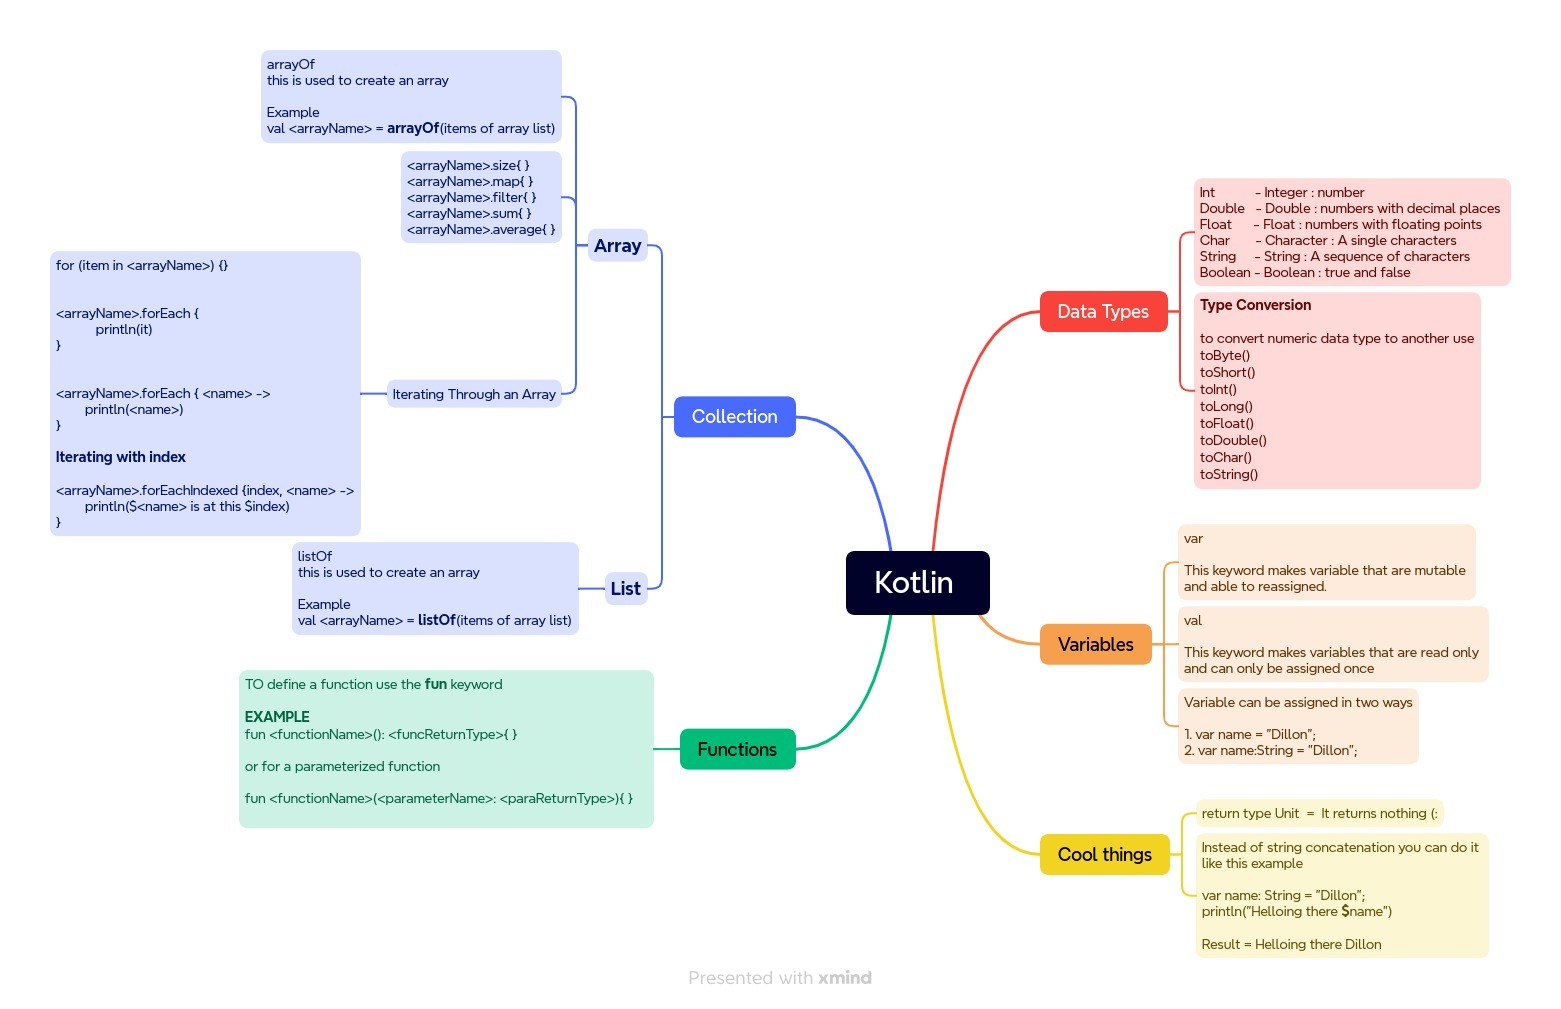 arrayOf
this is used to create an array
Example
val <arrayName> = arrayOf(items of array list)
<arrayName>.size{ }
<arrayName>.map{ }
<arrayName>.filter{ }
<arrayName>.sum{ }
<arrayName>.average{ }
Array
for (item in <arrayName>) {}
<arrayName>.forEach {
println(it)
}
<arrayName>.forEach { <name> ->
println(<name>)
}
Iterating with index
<arrayName>.forEachIndexed {index, <name> ->
println($<name> is at this $index)
}
Iterating Through an Array
Collection
listOf
this is used to create an array
Example
val <arrayName> = listOf(items of array list)
List
TO define a function use the fun keyword
EXAMPLE
fun <functionName>(): <funcReturnType>{ }
or for a parameterized function
fun <functionName>(<parameterName>: <paraReturnType>){ }
Functions
Kotlin
Data Types
Int - Integer : number
Double - Double : numbers with decimal places
Float - Float : numbers with floating points
Char - Character : A single characters
String - String : A sequence of characters
Boolean - Boolean : true and false
Type Conversion
to convert numeric data type to another use
toByte()
toShort()
toInt()
toLong()
toFloat()
toDouble()
toChar()
toString()
Variables
var
This keyword makes variable that are mutable
and able to reassigned.
val
This keyword makes variables that are read only
and can only be assigned once
Variable can be assigned in two ways
1. var name = "Dillon";
2. var name:String = "Dillon";
Cool things
return type Unit = It returns nothing (:
Instead of string concatenation you can do it
like this example
var name: String = "Dillon";
println("Helloing there $name")
Result = Helloing there Dillon
Presented with xmind